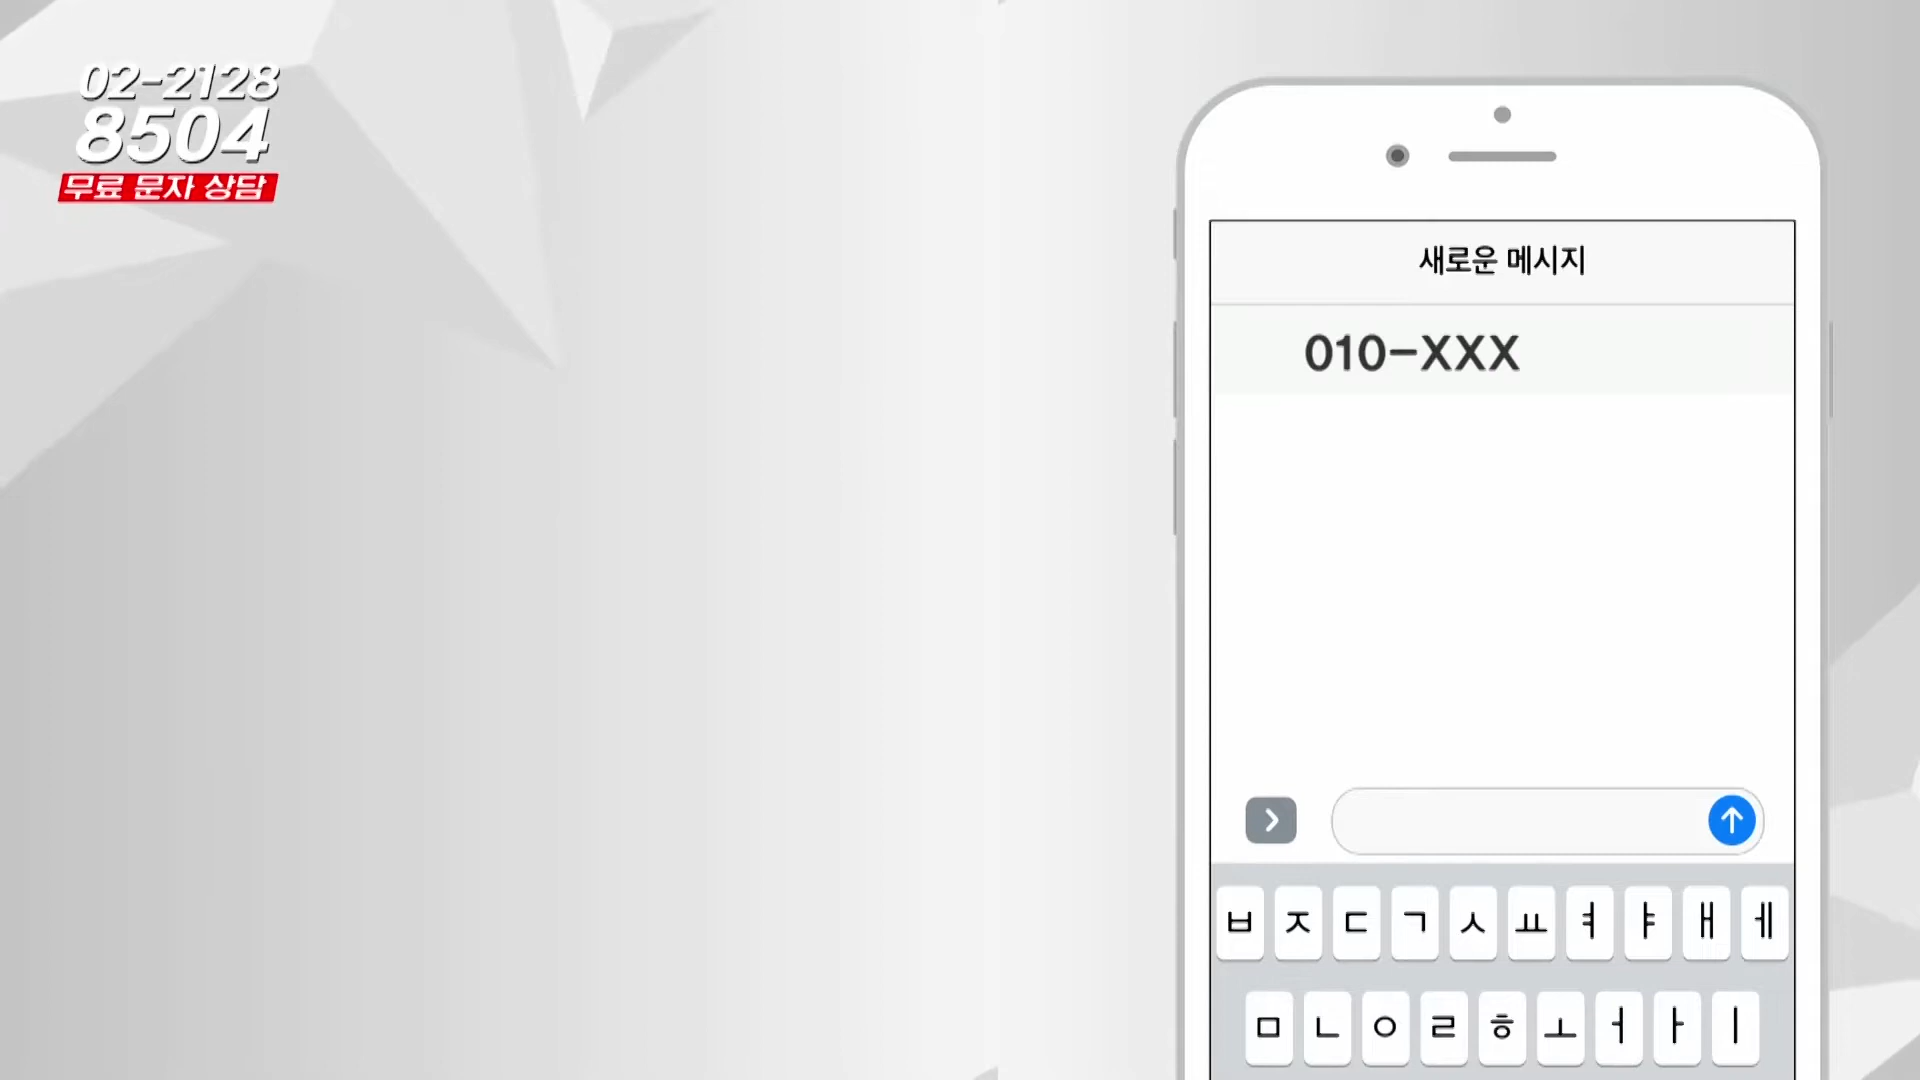 02-2128
8504
무료 문자 상담
새로운 메시지
010-XXX
ㅂ ㅈ ㄷ ㄱ ㅅ ㅛ ㅕ ㅑ ㅐ ㅔ
ㅁ ㄴ ㅇ ㄹ ㅎ ㅗ ㅓ ㅏ ㅣ